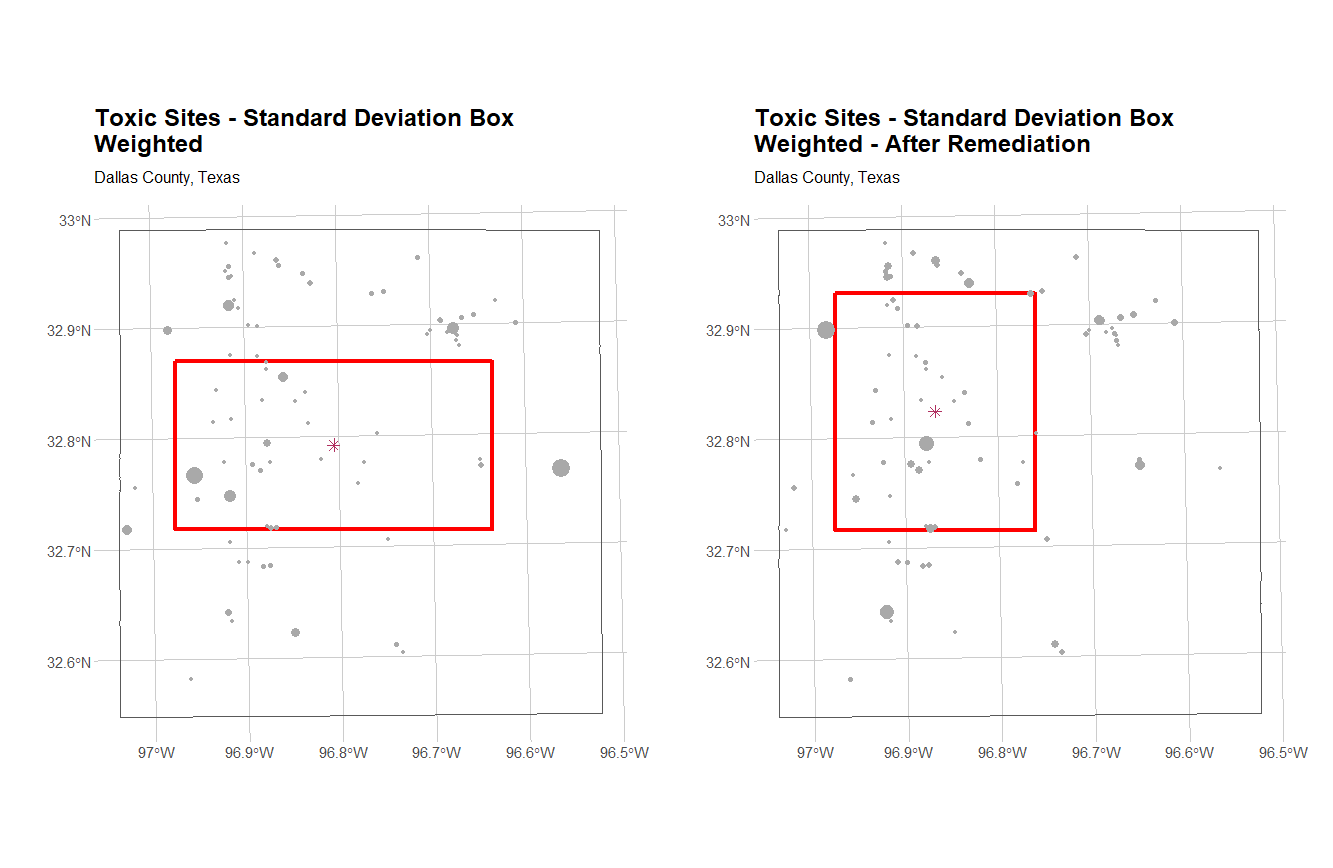 Toxic Sites - Standard Deviation Box
Weighted
Dallas County, Texas
33°N
32.9°N
32.8°N
32.7°N
32.6°N
97°W
96.9°W
96.8°W
96.7°W
96.6°W
96.5°W
Toxic Sites - Standard Deviation Box
Weighted - After Remediation
Dallas County, Texas
33°N
32.9°N
32.8°N
32.7°N
32.6°N
97°W
96.9°W
96.8°W
96.7°W
96.6°W
96.5°W